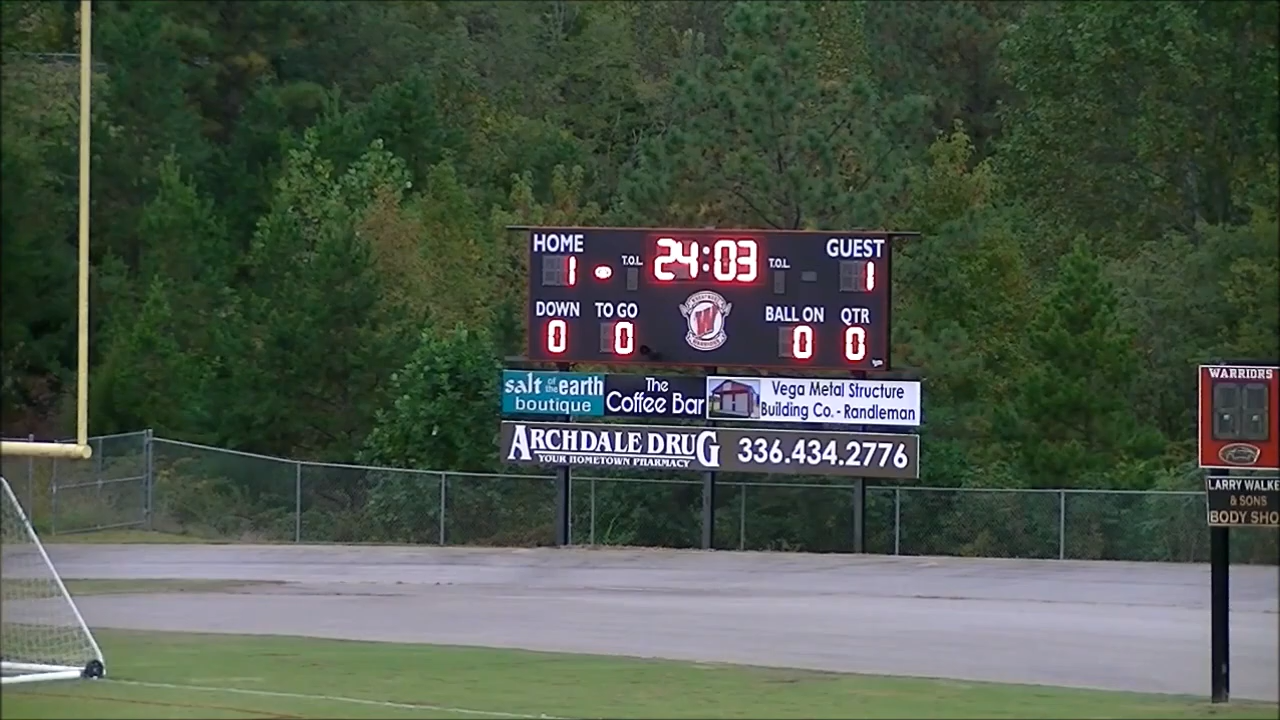 HOME 24:03 GUEST
1 T.O.L T.O.L 1
DOWN TO GO BALL ON QTR
0 0 W 0 0
WARRIORS
salt of the earth
boutique
The
Coffee Bar
Vega Metal Structure
Building Co. - Randleman
ARCHDALE DRUG 336.434.2776
YOUR HOMETOWN PHARMACY
WARRIORS
LARRY WALKE
& SONS
BODY SHO